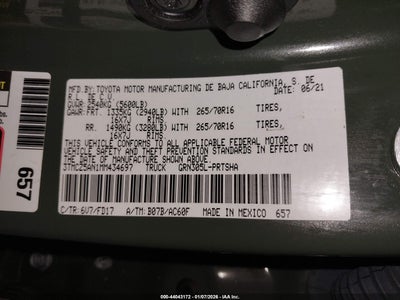 MFD.BY:TOYOTA MOTOR MANUFACTURING DE BAJA CALIFORNIA, S. DE
R.L. DE C.V. DATE: 06/21
GVWR 2540KG (5600LB)
GAWR:FRT. 1335KG (2940LB) WITH 265/70R16 TIRES,
16X7J RIMS
RR. 1490KG (3280LB) WITH 265/70R16 TIRES,
16X7J RIMS
THIS VEHICLE CONFORMS TO ALL APPLICABLE FEDERAL MOTOR
VEHICLE SAFETY AND THEFT PREVENTION STANDARDS IN EFFECT ON
THE DATE OF MANUFACTURE SHOWN ABOVE.
3TMCZ5AN1MM434697 TRUCK GRN305L-PRTSHA
C/TR: 6V7/FD17 A/TM: B07B/AC60F MADE IN MEXICO 657
657
000-44043172 - 01/07/2026 - IAA, LLC